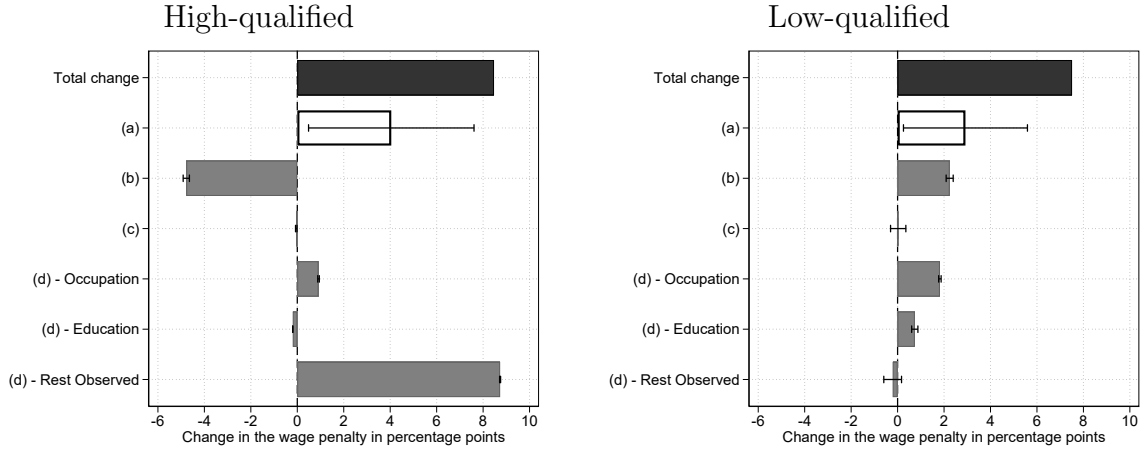 High-qualified
Total change
(a)
(b)
(c)
(d) - Occupation
(d) - Education
(d) - Rest Observed
-6 -4 -2 0 2 4 6 8 10
Change in the wage penalty in percentage points
Low-qualified
Total change
(a)
(b)
(c)
(d) - Occupation
(d) - Education
(d) - Rest Observed
-6 -4 -2 0 2 4 6 8 10
Change in the wage penalty in percentage points